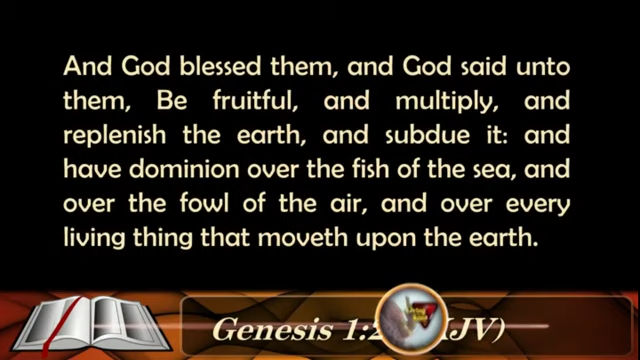 And God blessed them, and God said unto
them, Be fruitful, and multiply, and
replenish the earth, and subdue it: and
have dominion over the fish of the sea, and
over the fowl of the air, and over every
living thing that moveth upon the earth.
Genesis 1:2 JV)